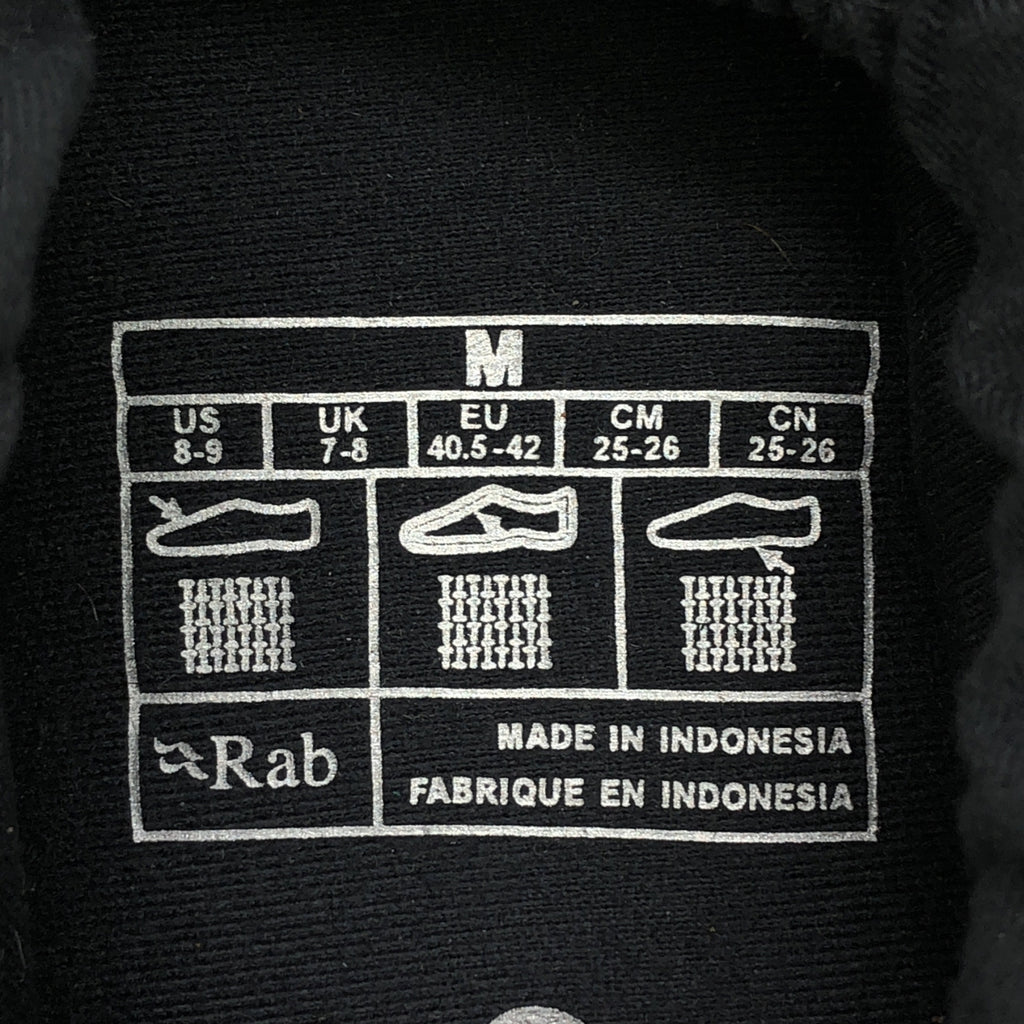 M
US UK EU CM CN
8-9 7-8 40.5-42 25-26 25-26
Rab
MADE IN INDONESIA
FABRIQUE EN INDONESIA